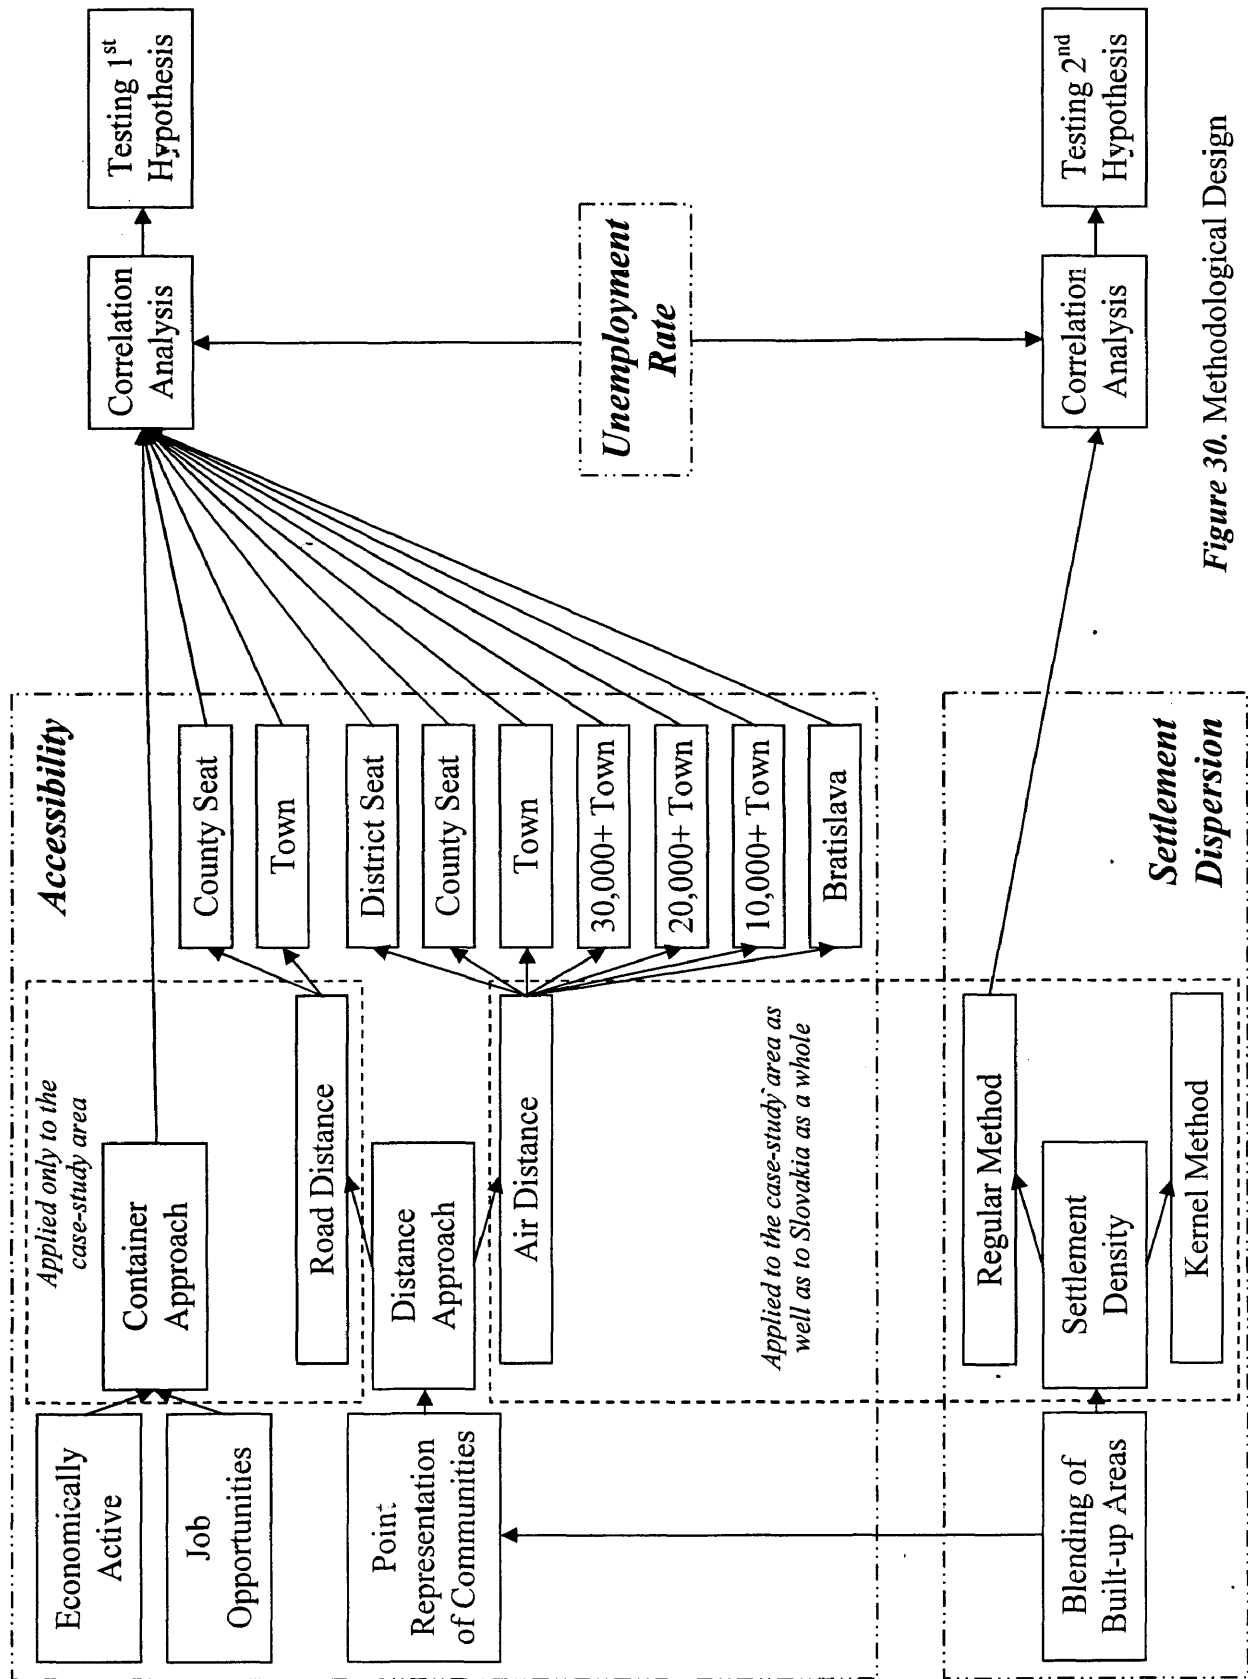 Economically
Active
Job
Opportunities
Point
Representation
of Communities
Blending of
Built-up Areas
Applied only to the
case-study area
Container
Approach
Road Distance
Distance
Approach
Air Distance
Applied to the case-study area as
well as to Slovakia as a whole
Regular Method
Settlement
Density
Kernel Method
Accessibility
County Seat
Town
District Seat
County Seat
Town
30,000+ Town
20,000+ Town
10,000+ Town
Bratislava
Settlement
Dispersion
Correlation
Analysis
Unemployment
Rate
Correlation
Analysis
Testing 1st
Hypothesis
Testing 2nd
Hypothesis
Figure 30. Methodological Design